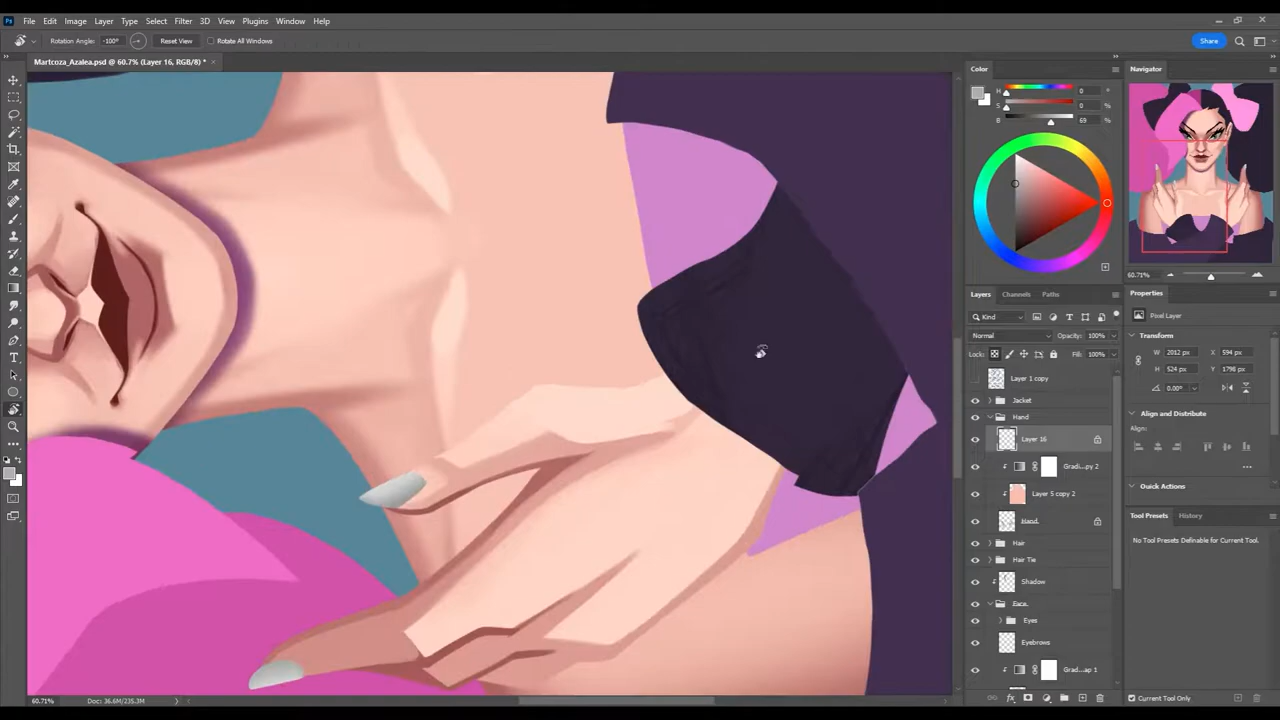 Ps File Edit Image Layer Type Select Filter 3D View Plugins Window Help
Rotation Angle: -100° Reset View Rotate All Windows Share
Martcoza_Azalea.psd @ 60.7% (Layer 16, RGB/8) *
Color
H 0 °
S 0 %
B 69 %
Navigator
60.71%
Layers Channels Paths
Kind
Normal Opacity: 100%
Lock: Fill: 100%
Layer 1 copy
Jacket
Hand
Layer 16
Gradi...py 2
Layer 5 copy 2
Hand
Hair
Hair Tie
Shadow
Face
Eyes
Eyebrows
Grad...ap 1
Properties
Pixel Layer
Transform
W 2012 px X 594 px
H 524 px Y 1798 px
0.00°
Align and Distribute
Align:
Quick Actions
Tool Presets History
No Tool Presets Definable for Current Tool.
Current Tool Only
60.71% Doc: 36.6M/235.3M